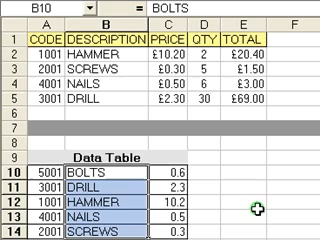 B10 = BOLTS
A B C D E F
1 CODE DESCRIPTION PRICE QTY TOTAL
2 1001 HAMMER £10.20 2 £20.40
3 2001 SCREWS £0.30 5 £1.50
4 4001 NAILS £0.50 6 £3.00
5 3001 DRILL £2.30 30 £69.00
6
7
8
9 Data Table
10 5001 BOLTS 0.6
11 3001 DRILL 2.3
12 1001 HAMMER 10.2
13 4001 NAILS 0.5
14 2001 SCREWS 0.3